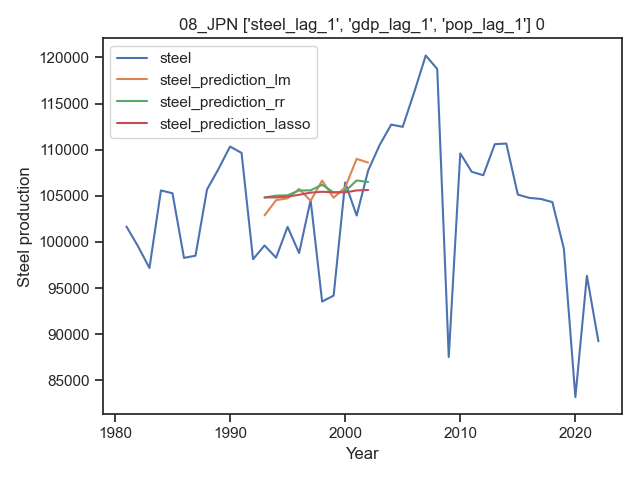 08_JPN ['steel_lag_1', 'gdp_lag_1', 'pop_lag_1'] 0
steel
steel_prediction_lm
steel_prediction_rr
steel_prediction_lasso
Steel production
120000
115000
110000
105000
100000
95000
90000
85000
1980
1990
2000
2010
2020
Year